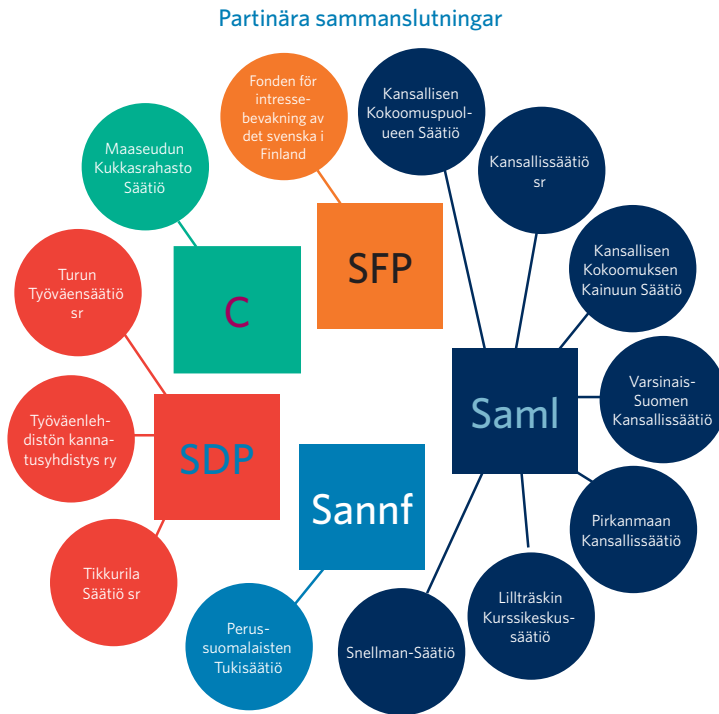 Partinära sammanslutningar
Fonden för
intresse-
bevakning av
det svenska i
Finland
Kansallisen
Kokoomuspuol-
ueen Säätiö
Maaseudun
Kukkasrahasto
Säätiö
Kansallissäätiö
sr
Kansallisen
Kokoomuksen
Kainuun Säätiö
Turun
Työväensäätiö
sr
SFP
C
Varsinais-
Suomen
Kansallissäätiö
Saml
Työväenleh-
distön kanna-
tusyhdistys ry
SDP
Sannf
Pirkanmaan
Kansallissäätiö
Tikkurila
Säätiö sr
Lillträskin
Kurssikeskus-
säätiö
Perus-
suomalaisten
Tukisäätiö
Snellman-Säätiö